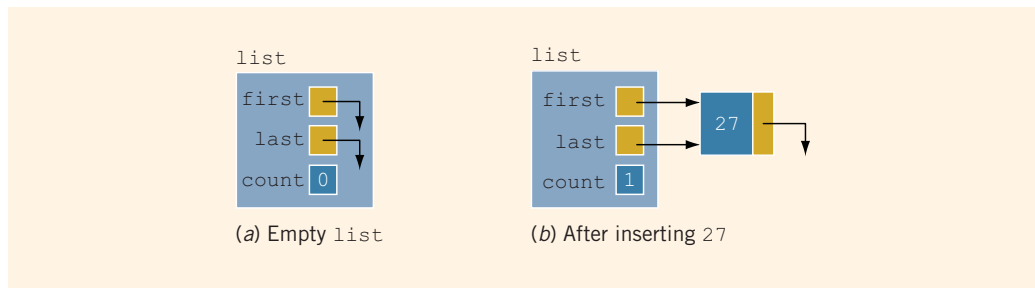 list
first
last
count 0
(a) Empty list
list
first
last
count 1
27
(b) After inserting 27